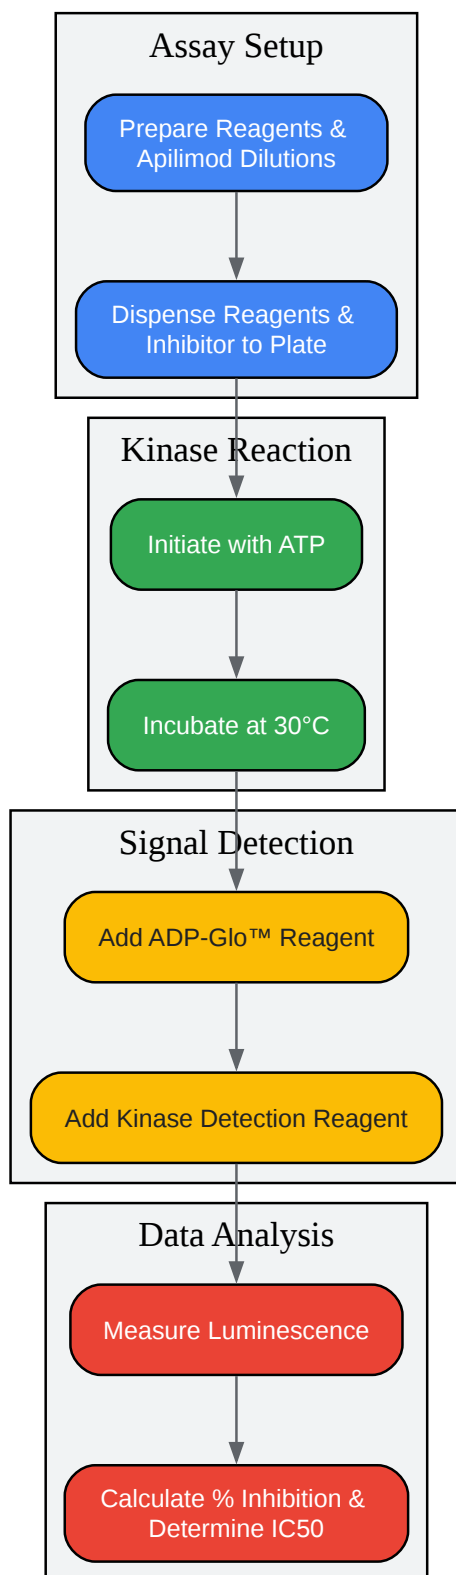 Assay Setup
Prepare Reagents &
Apilimod Dilutions
Dispense Reagents &
Inhibitor to Plate
Kinase Reaction
Initiate with ATP
Incubate at 30°C
Signal Detection
Add ADP-Glo™ Reagent
Add Kinase Detection Reagent
Data Analysis
Measure Luminescence
Calculate % Inhibition &
Determine IC50